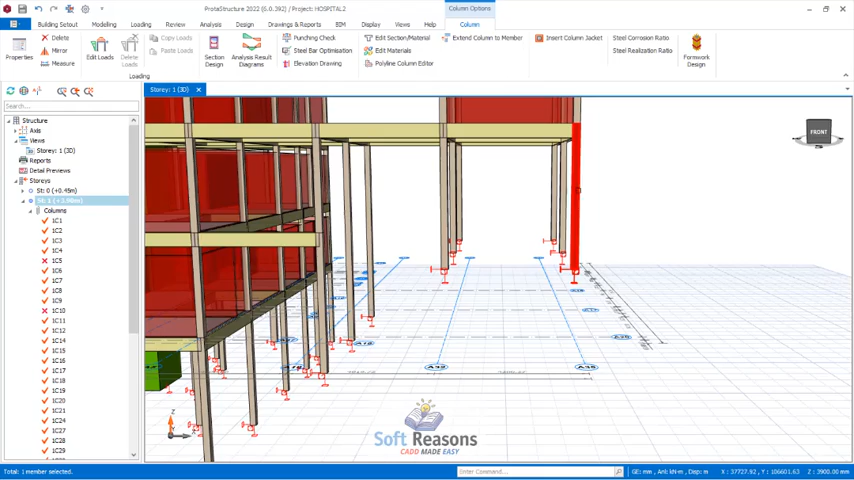 ProtaStructure 2022 (6.0.392) / Project: HOSPITAL2
Column Options
Building Setout
Modeling
Loading
Review
Analysis
Design
Drawings & Reports
BIM
Display
Views
Help
Column
Properties
Delete
Mirror
Measure
Edit Loads
Delete Loads
Copy Loads
Paste Loads
Loading
Section Design
Analysis Result Diagrams
Punching Check
Steel Bar Optimisation
Elevation Drawing
Edit Section/Material
Edit Materials
Polyline Column Editor
Extend Column to Member
Insert Column Jacket
Steel Corrosion Ratio
Steel Realization Ratio
Formwork Design
Storey: 1 (3D)
Search...
Structure
Axis
Views
Storey: 1 (3D)
Reports
Detail Previews
Storeys
St: 0 (+0.45m)
Columns
1C1
1C2
1C3
1C4
1C5
1C6
1C7
1C8
1C9
1C10
1C11
1C12
1C14
1C15
1C16
1C17
1C18
1C19
1C20
1C21
1C24
1C27
1C28
1C29
FRONT
Z
Soft Reasons
CADD MADE EASY
Total: 1 member selected.
Enter Command...
GE: mm, Anl: kN-m, Disp: m
X : 37727.92, Y : 106601.63
Z : 3900.00 mm